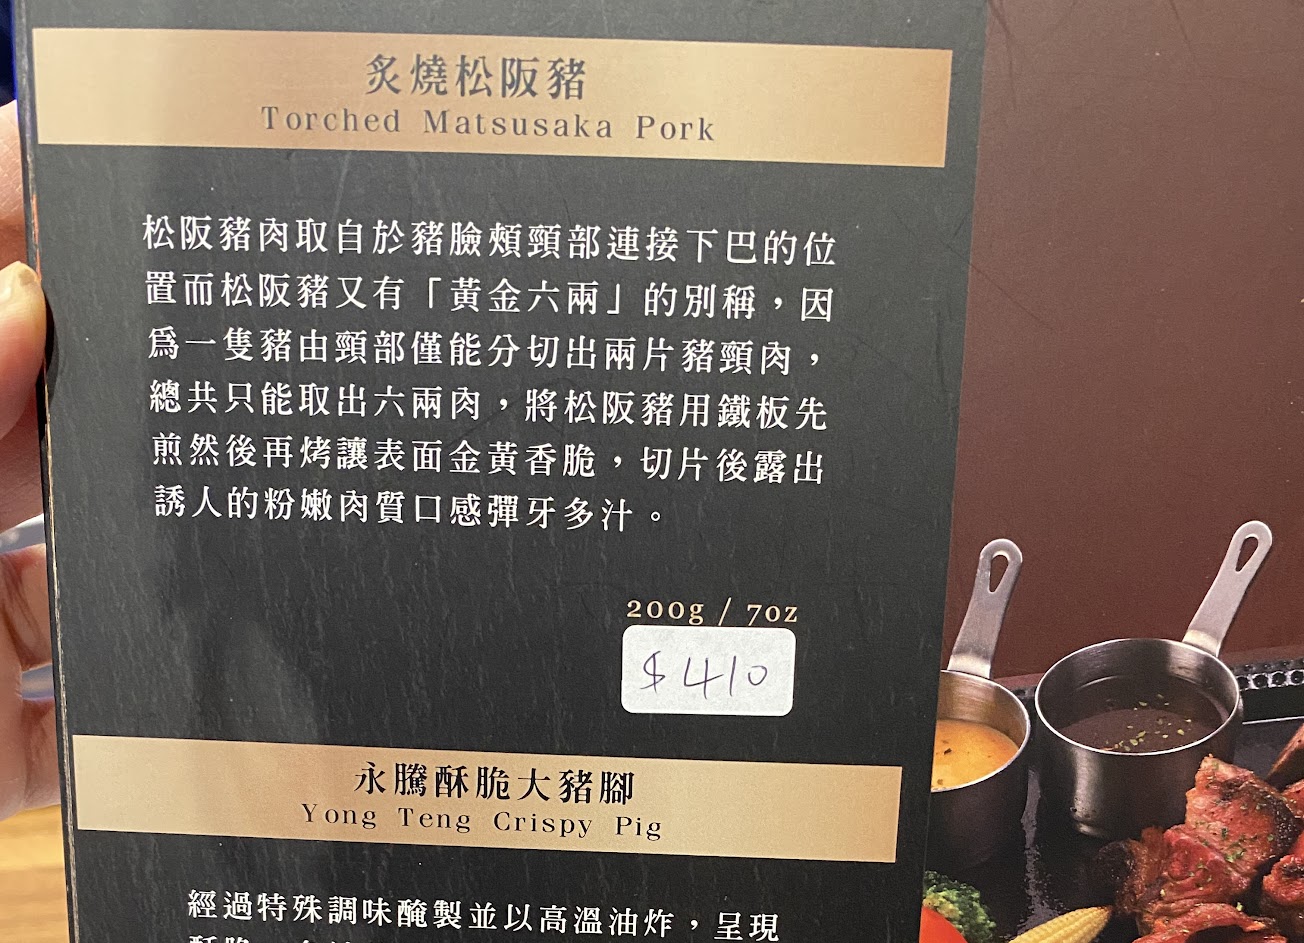 炙燒松阪豬
Torched Matsusaka Pork
松阪豬肉取自於豬臉頰頸部連接下巴的位
置而松阪豬又有「黃金六兩」的別稱，因
為一隻豬由頸部僅能分切出兩片豬頸肉，
總共只能取出六兩肉，將松阪豬用鐵板先
煎然後再烤讓表面金黃香脆，切片後露出
誘人的粉嫩肉質口感彈牙多汁。
200g / 7oz
$410
永騰酥脆大豬腳
Yong Teng Crispy Pig
經過特殊調味醃製並以高溫油炸，呈現